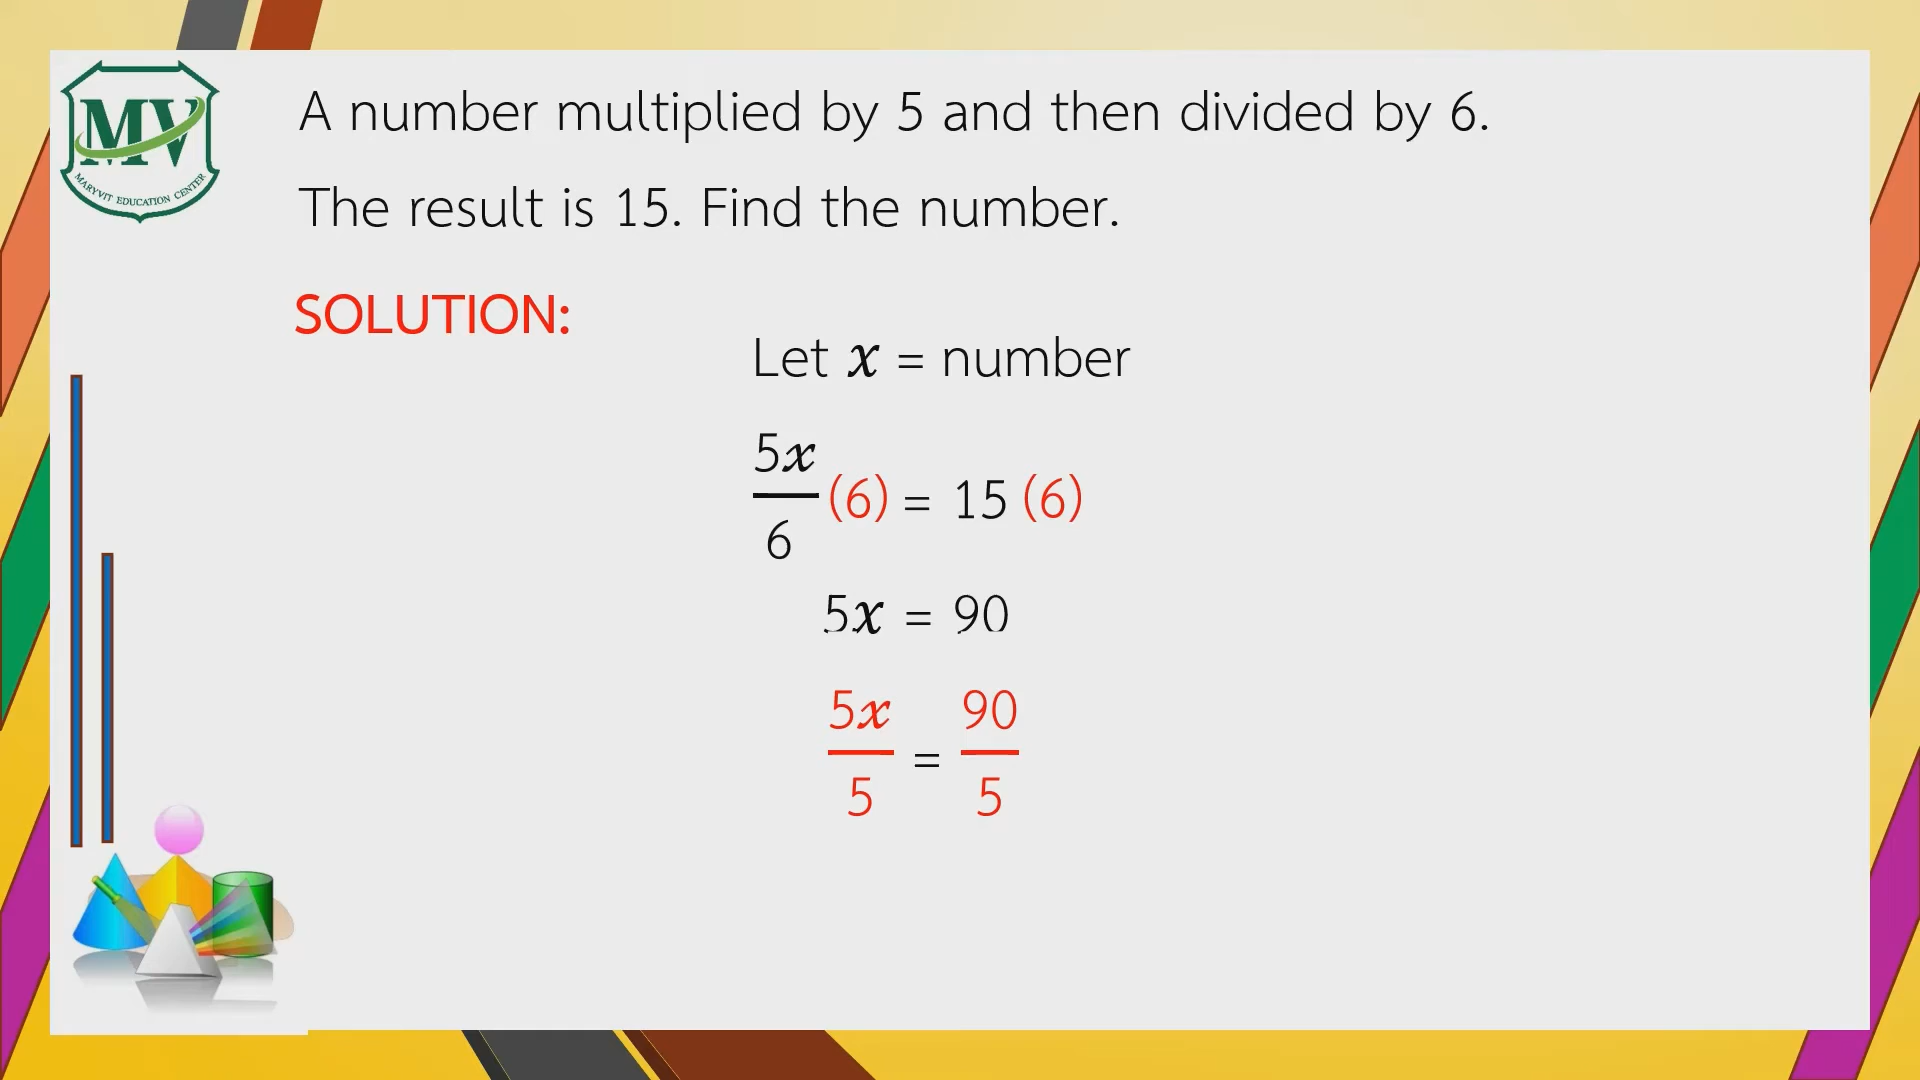 MV
MARYVIT EDUCATION CENTER
A number multiplied by 5 and then divided by 6.
The result is 15. Find the number.
SOLUTION:
Let x = number
5x/6 (6) = 15 (6)
5x = 90
5x/5 = 90/5